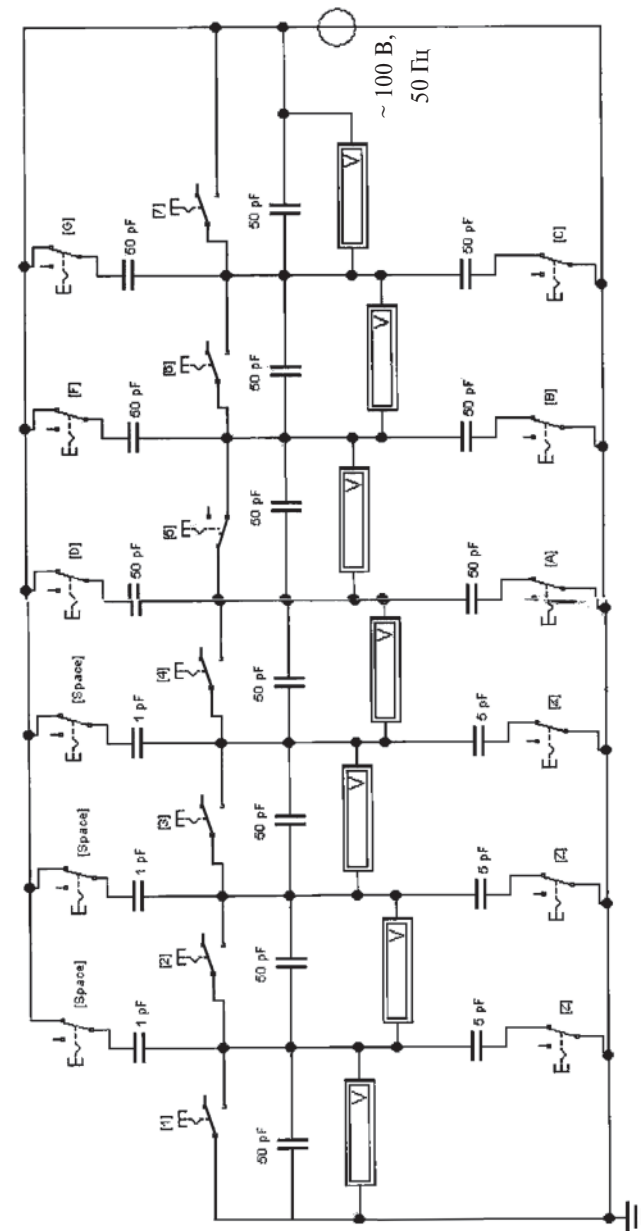 [Space]
[Space]
[Space]
[D]
[F]
[G]
1 pF
1 pF
1 pF
50 pF
50 pF
50 pF
[1]
[2]
[3]
[4]
[5]
[6]
[7]
50 pF
50 pF
50 pF
50 pF
50 pF
50 pF
50 pF
V
V
V
V
V
V
V
~ 100 В,
50 Гц
5 pF
5 pF
5 pF
50 pF
50 pF
50 pF
[Z]
[Z]
[Z]
[A]
[B]
[C]